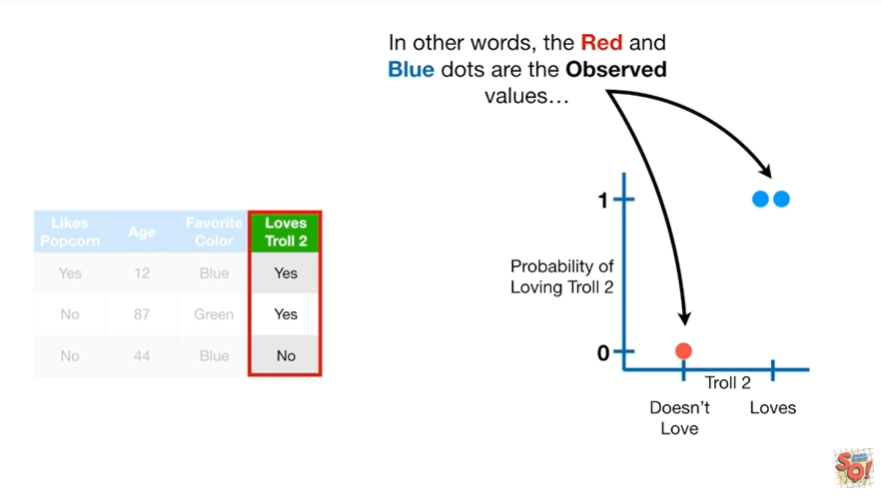 In other words, the Red and
Blue dots are the Observed
values…
Likes Popcorn Age Favorite Color Loves Troll 2
Yes 12 Blue Yes
No 87 Green Yes
No 44 Blue No
1
Probability of
Loving Troll 2
0
Troll 2
Doesn't Loves
Love
SQ!